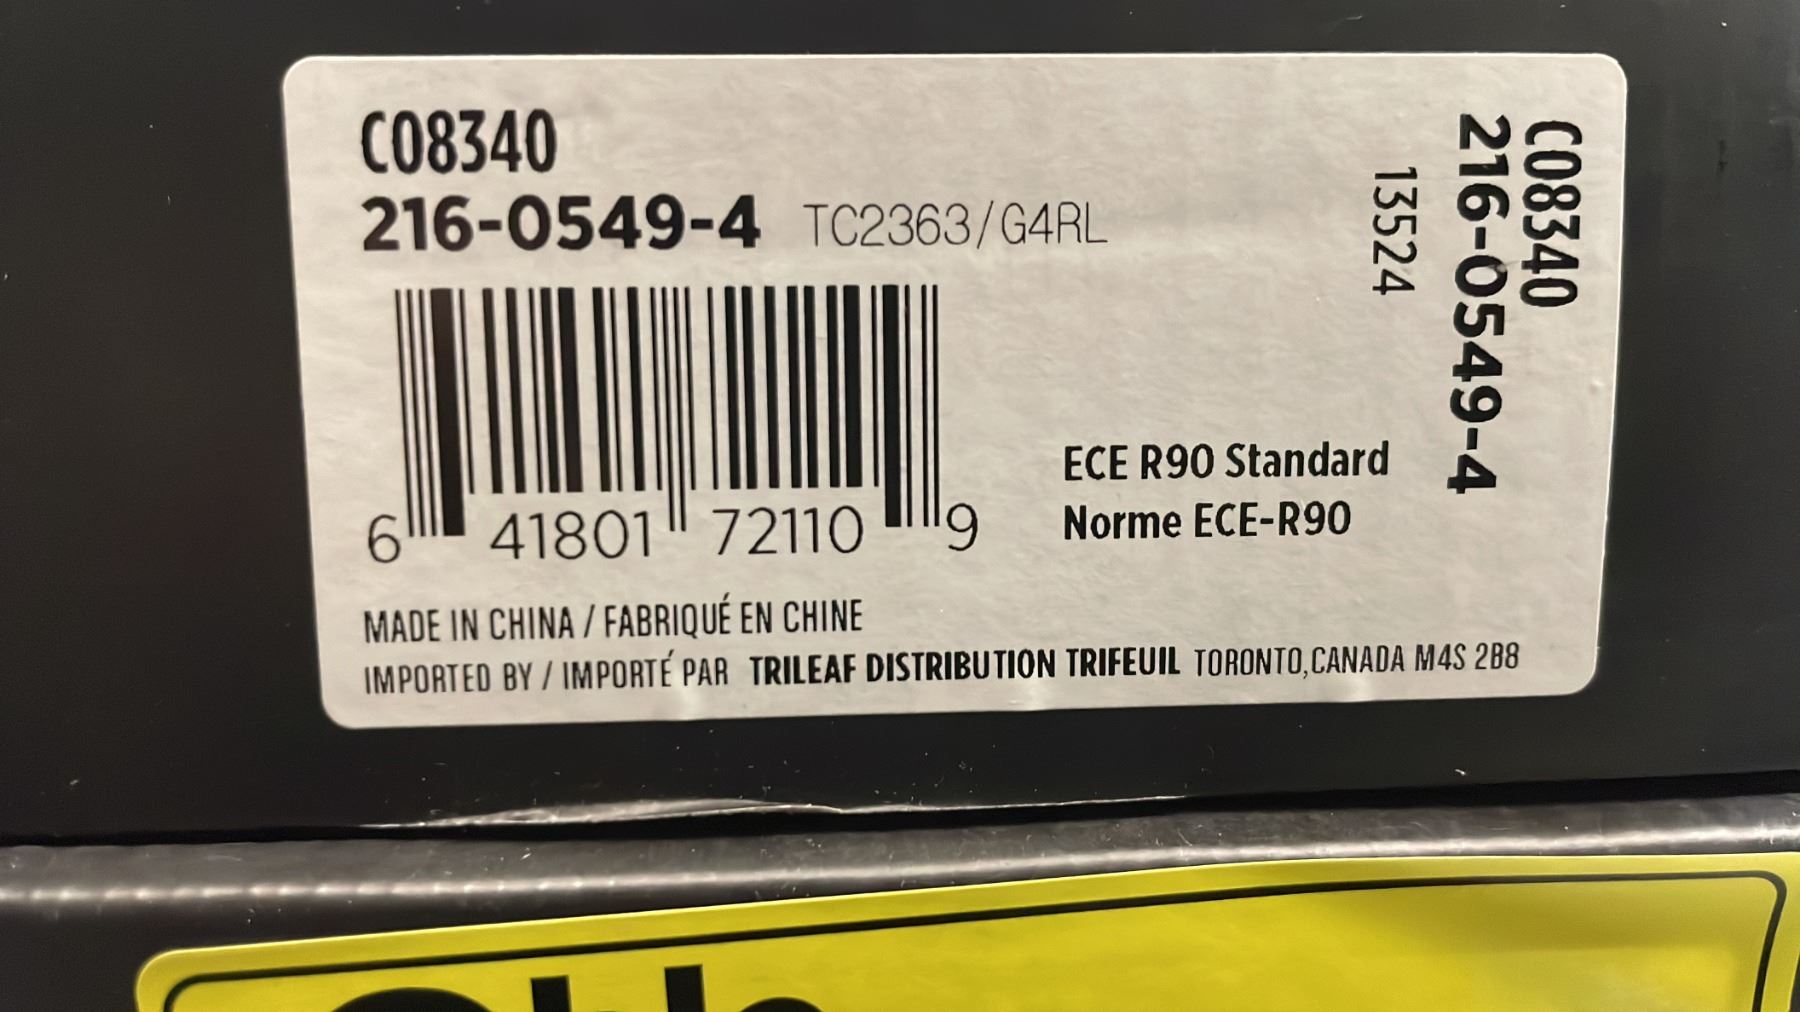 C08340
216-0549-4 TC2363/G4RL
6 41801 72110 9
ECE R90 Standard
Norme ECE-R90
MADE IN CHINA / FABRIQUÉ EN CHINE
IMPORTED BY / IMPORTÉ PAR TRILEAF DISTRIBUTION TRIFEUIL TORONTO,CANADA M4S 2B8
C08340
216-0549-4
13524